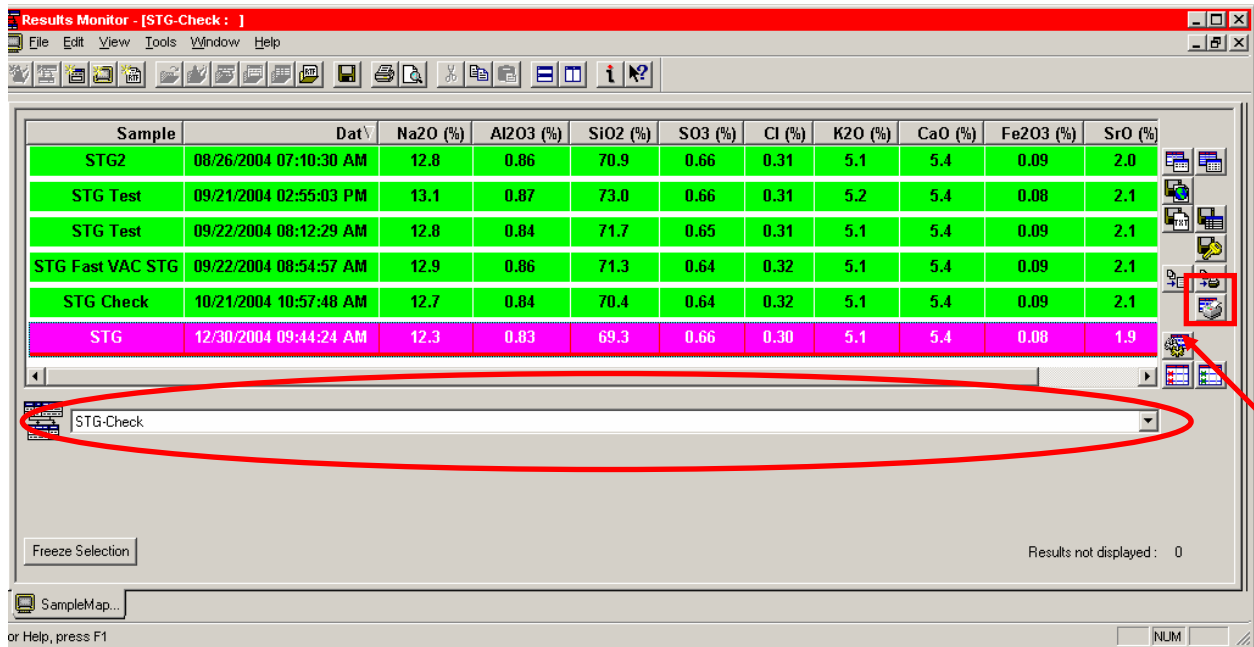 Results Monitor - [STG-Check : ]
File Edit View Tools Window Help
Sample Dat Na2O (%) Al2O3 (%) SiO2 (%) SO3 (%) Cl (%) K2O (%) CaO (%) Fe2O3 (%) SrO (%)
STG2 08/26/2004 07:10:30 AM 12.8 0.86 70.9 0.66 0.31 5.1 5.4 0.09 2.0
STG Test 09/21/2004 02:55:03 PM 13.1 0.87 73.0 0.66 0.31 5.2 5.4 0.08 2.1
STG Test 09/22/2004 08:12:29 AM 12.8 0.84 71.7 0.65 0.31 5.1 5.4 0.09 2.1
STG Fast VAC STG 09/22/2004 08:54:57 AM 12.9 0.86 71.3 0.64 0.32 5.1 5.4 0.09 2.1
STG Check 10/21/2004 10:57:48 AM 12.7 0.84 70.4 0.64 0.32 5.1 5.4 0.09 2.1
STG 12/30/2004 09:44:24 AM 12.3 0.83 69.3 0.66 0.30 5.1 5.4 0.08 1.9
STG-Check
Freeze Selection
Results not displayed : 0
SampleMap...
or Help, press F1
NUM